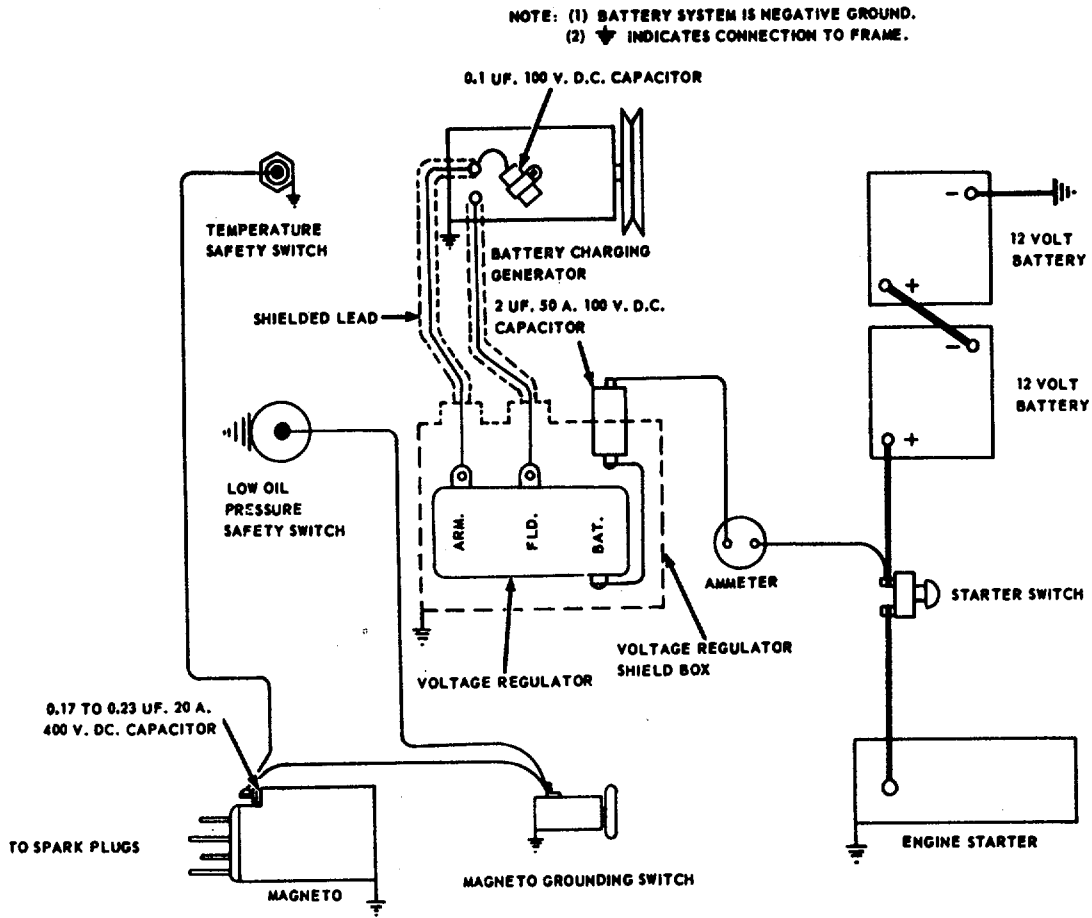 NOTE: (1) BATTERY SYSTEM IS NEGATIVE GROUND.
(2) INDICATES CONNECTION TO FRAME.
0.1 UF. 100 V. D.C. CAPACITOR
TEMPERATURE
SAFETY SWITCH
BATTERY CHARGING
GENERATOR
-
12 VOLT
BATTERY
+
SHIELDED LEAD
2 UF. 50 A. 100 V. D.C.
CAPACITOR
-
12 VOLT
BATTERY
+
LOW OIL
PRESSURE
SAFETY SWITCH
ARM.
FLD.
BAT.
AMMETER
STARTER SWITCH
VOLTAGE REGULATOR
SHIELD BOX
VOLTAGE REGULATOR
0.17 TO 0.23 UF. 20 A.
400 V. DC. CAPACITOR
TO SPARK PLUGS
MAGNETO
MAGNETO GROUNDING SWITCH
ENGINE STARTER